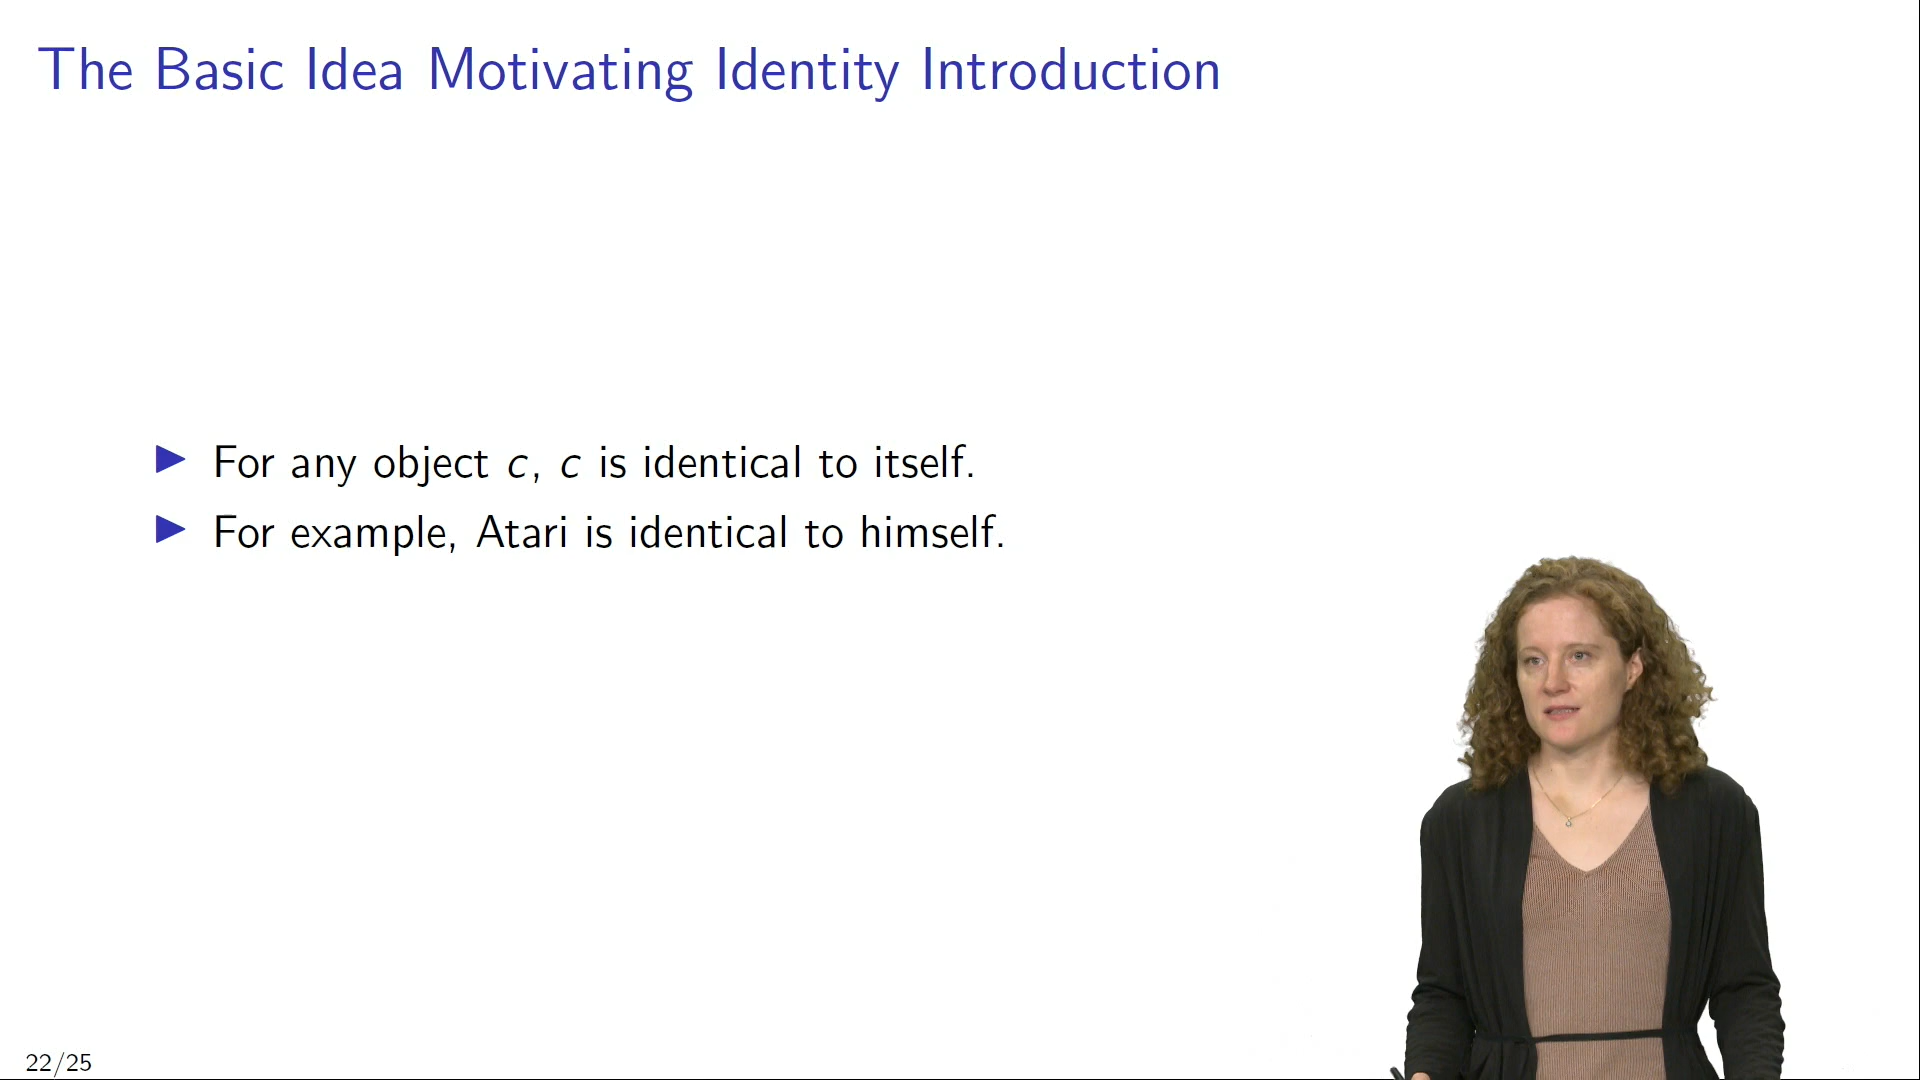 The Basic Idea Motivating Identity Introduction
▶ For any object c, c is identical to itself.
▶ For example, Atari is identical to himself.
22/25